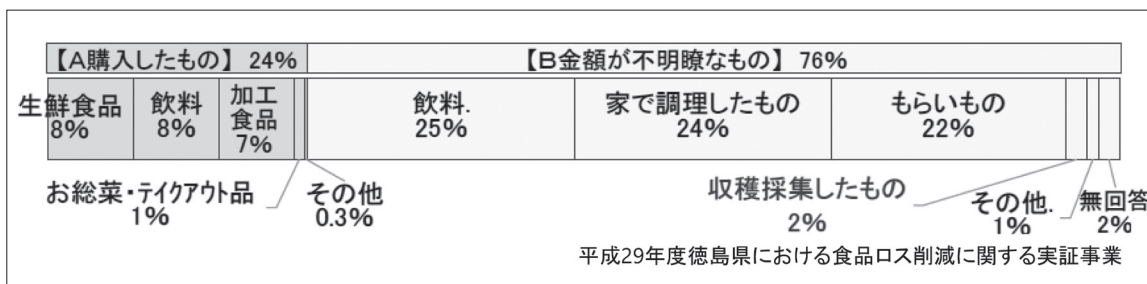 【A購入したもの】 24%
【B金額が不明瞭なもの】 76%
生鮮食品
8%
飲料
8%
加工
食品
7%
飲料.
25%
家で調理したもの
24%
もらいもの
22%
お総菜・テイクアウト品
1%
その他
0.3%
収穫採集したもの
2%
その他.
1%
無回答
2%
平成29年度徳島県における食品ロス削減に関する実証事業